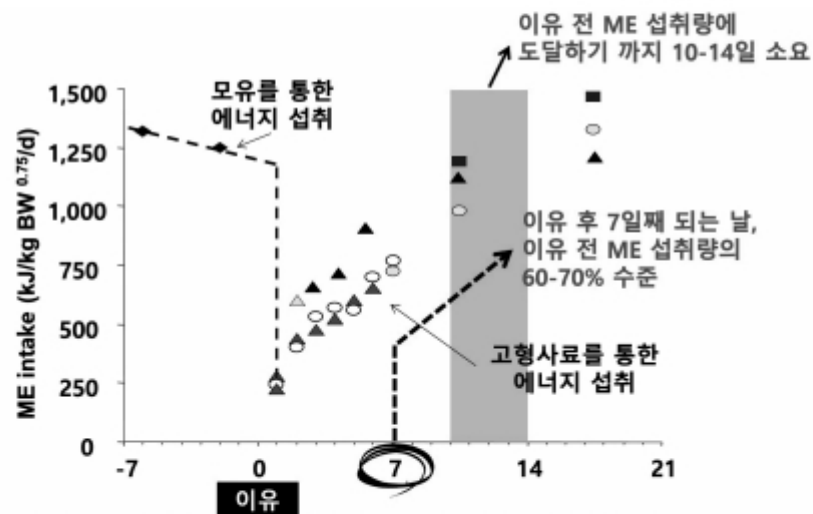 이유 전 ME 섭취량에
도달하기 까지 10-14일 소요
모유를 통한
에너지 섭취
이유 후 7일째 되는 날,
이유 전 ME 섭취량의
60-70% 수준
고형사료를 통한
에너지 섭취
ME intake (kJ/kg BW 0.75/d)
1,500
1,250
1,000
750
500
250
0
-7
0
7
14
21
이유